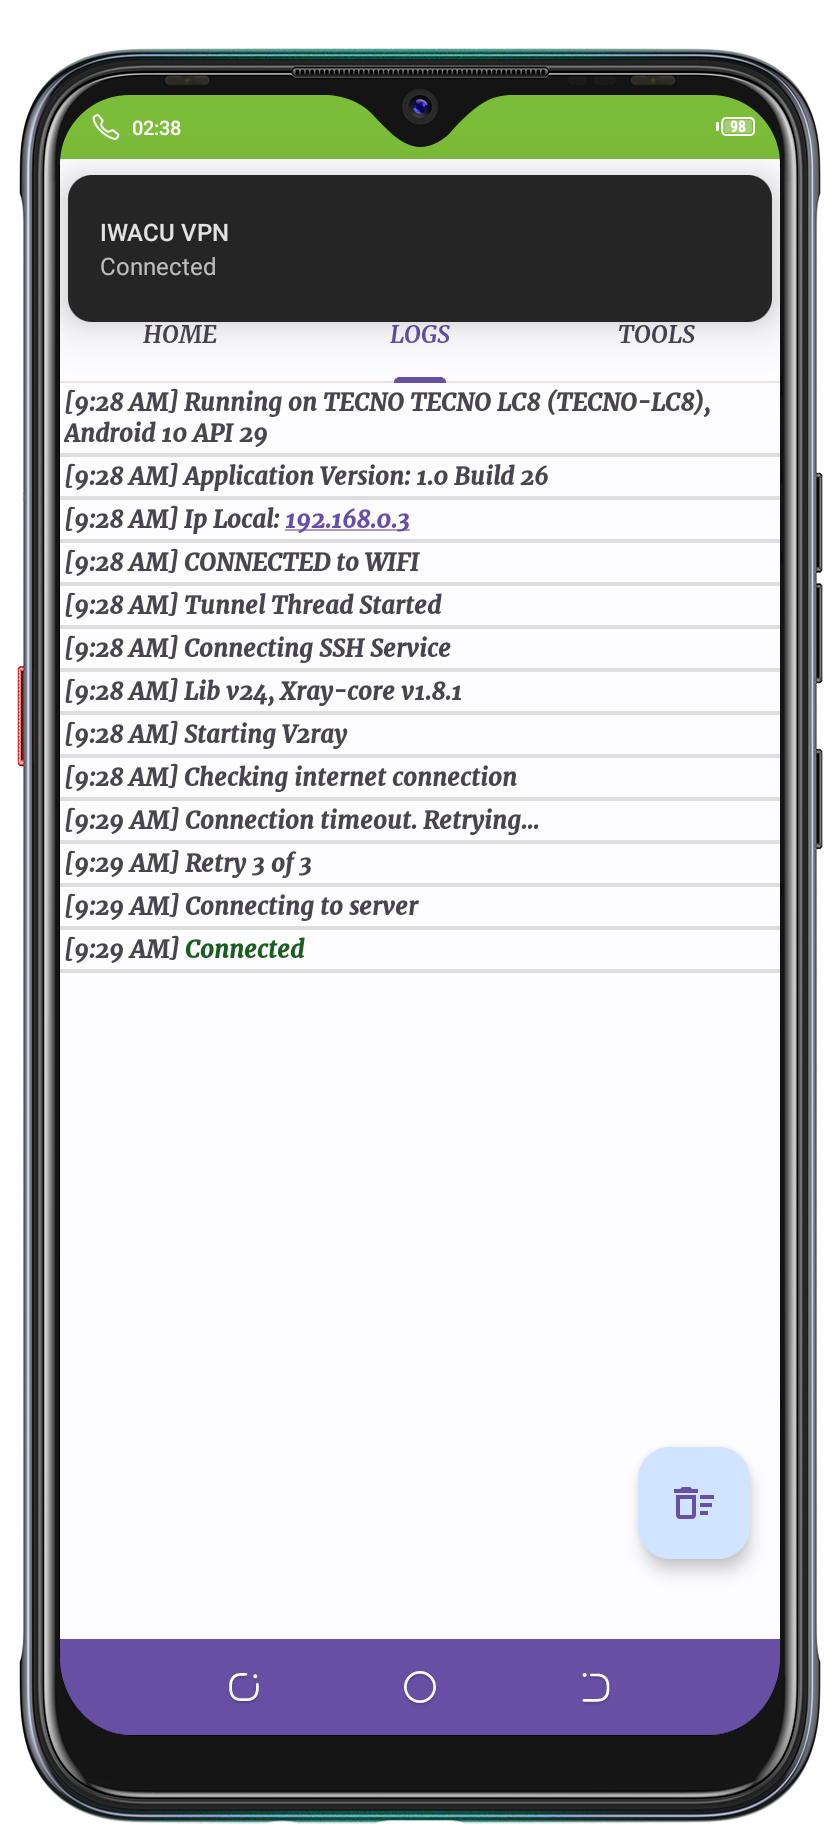 02:38
98
IWACU VPN
Connected
HOME LOGS TOOLS
[9:28 AM] Running on TECNO TECNO LC8 (TECNO-LC8),
Android 10 API 29
[9:28 AM] Application Version: 1.0 Build 26
[9:28 AM] Ip Local: 192.168.0.3
[9:28 AM] CONNECTED to WIFI
[9:28 AM] Tunnel Thread Started
[9:28 AM] Connecting SSH Service
[9:28 AM] Lib v24, Xray-core v1.8.1
[9:28 AM] Starting V2ray
[9:28 AM] Checking internet connection
[9:29 AM] Connection timeout. Retrying...
[9:29 AM] Retry 3 of 3
[9:29 AM] Connecting to server
[9:29 AM] Connected